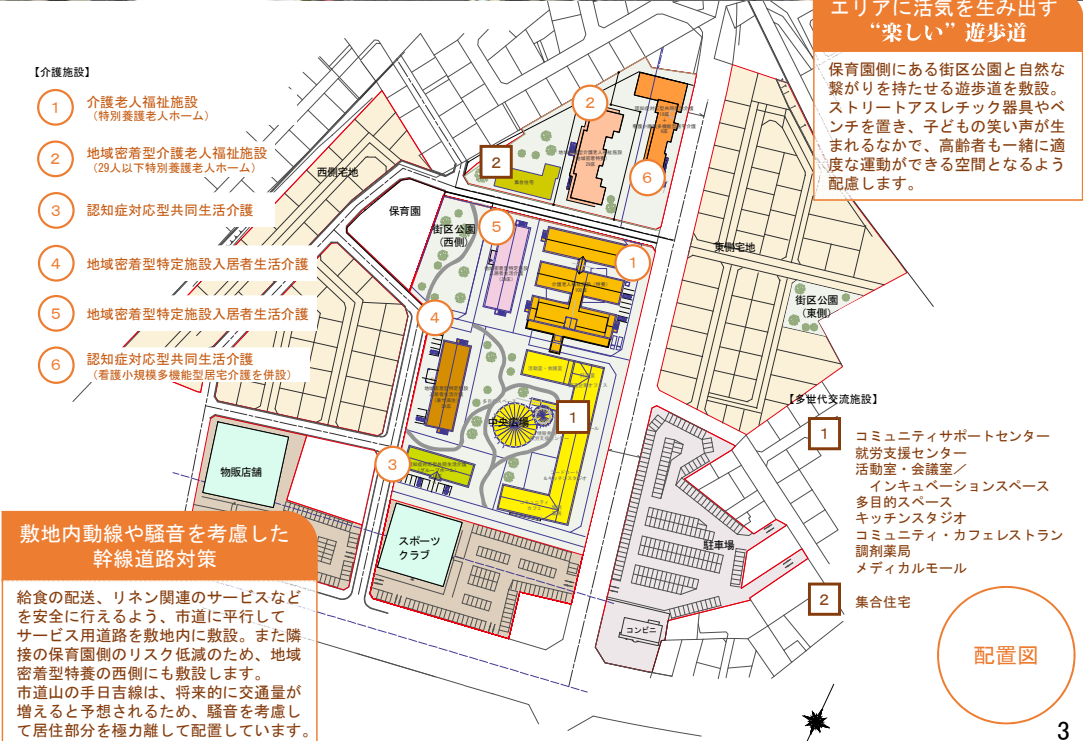 エリアに活気を生み出す
“楽しい” 遊歩道
保育園側にある街区公園と自然な
繋がりを持たせる遊歩道を敷設。
ストリートアスレチック器具やベ
ンチを置き、子どもの笑い声が生
まれるなかで、高齢者も一緒に適
度な運動ができる空間となるよう
配慮します。
【介護施設】
1 介護老人福祉施設
（特別養護老人ホーム）
2 地域密着型介護老人福祉施設
（29人以下特別養護老人ホーム）
3 認知症対応型共同生活介護
4 地域密着型特定施設入居者生活介護
5 地域密着型特定施設入居者生活介護
6 認知症対応型共同生活介護
（看護小規模多機能型居宅介護を併設）
西側宅地
保育園
街区公園
（西側）
2
集合住宅
2
6
5
1
4
3
東側宅地
街区公園
（東側）
活動室・会議室
中央広場
1
物販店舗
スポーツ
クラブ
駐車場
コンビニ
【多世代交流施設】
1 コミュニティサポートセンター
就労支援センター
活動室・会議室／
インキュベーションスペース
多目的スペース
キッチンスタジオ
コミュニティ・カフェレストラン
調剤薬局
メディカルモール
2 集合住宅
敷地内動線や騒音を考慮した
幹線道路対策
給食の配送、リネン関連のサービスなど
を安全に行えるよう、市道に平行して
サービス用道路を敷地内に敷設。また隣
接の保育園側のリスク低減のため、地域
密着型特養の西側にも敷設します。
市道山の手日吉線は、将来的に交通量が
増えると予想されるため、騒音を考慮し
て居住部分を極力離して配置しています。
配置図
3